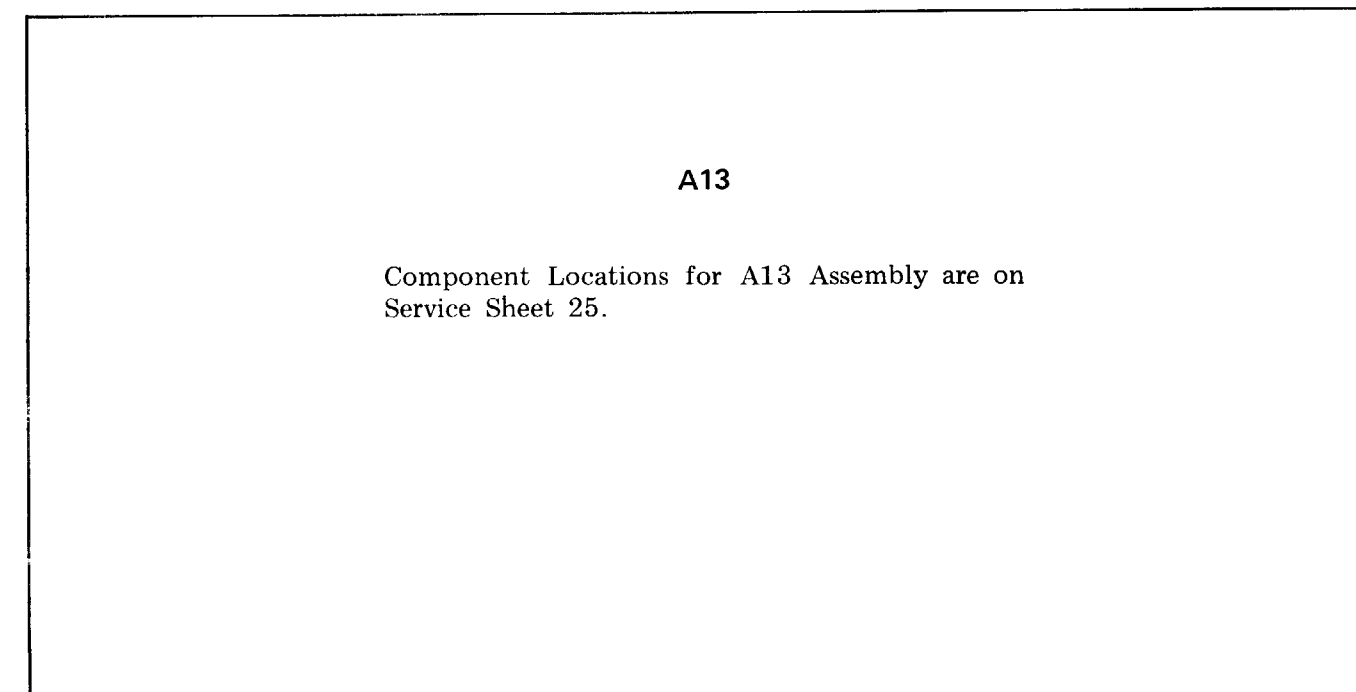 A13
Component Locations for A13 Assembly are on
Service Sheet 25.